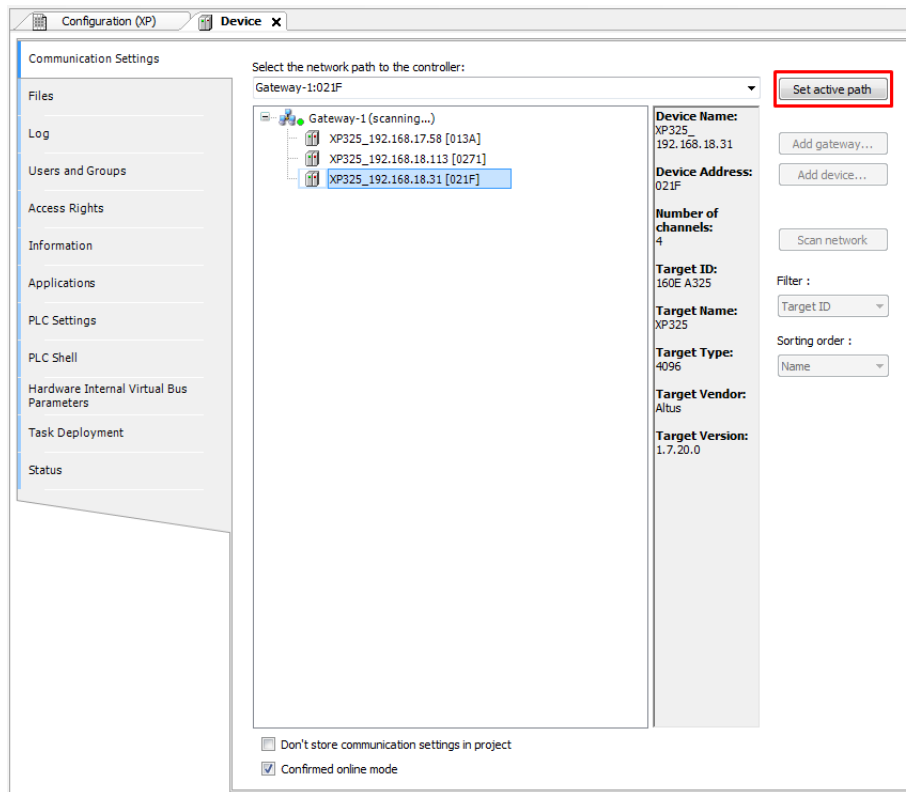 Configuration (XP)
Device
Communication Settings
Files
Log
Users and Groups
Access Rights
Information
Applications
PLC Settings
PLC Shell
Hardware Internal Virtual Bus
Parameters
Task Deployment
Status
Select the network path to the controller:
Gateway-1:021F
Gateway-1 (scanning...)
XP325_192.168.17.58 [013A]
XP325_192.168.18.113 [0271]
XP325_192.168.18.31 [021F]
Device Name:
XP325_
192.168.18.31
Device Address:
021F
Number of
channels:
4
Target ID:
160E A325
Target Name:
XP325
Target Type:
4096
Target Vendor:
Altus
Target Version:
1.7.20.0
Set active path
Add gateway...
Add device...
Scan network
Filter :
Target ID
Sorting order :
Name
Don't store communication settings in project
Confirmed online mode